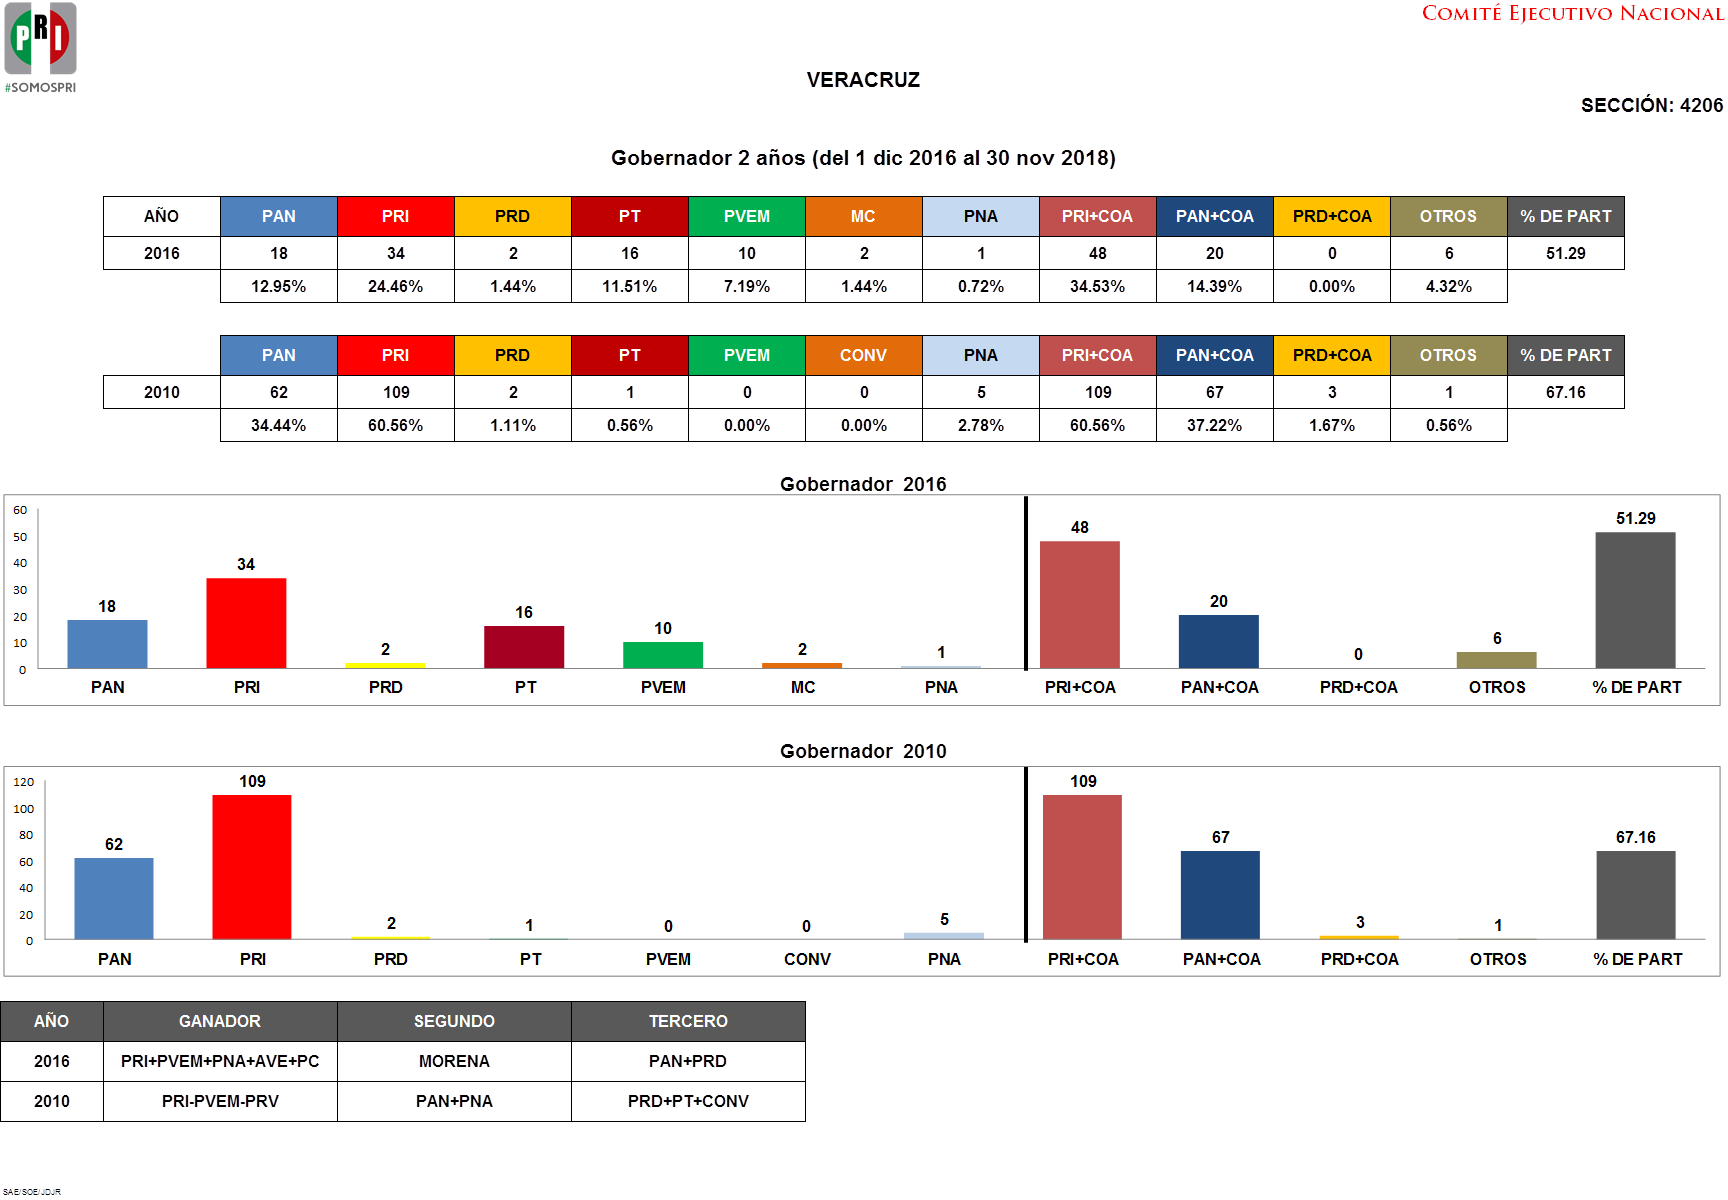 PRI
#SOMOSPRI
COMITÉ EJECUTIVO NACIONAL
VERACRUZ
SECCIÓN: 4206
Gobernador 2 años (del 1 dic 2016 al 30 nov 2018)
AÑO PAN PRI PRD PT PVEM MC PNA PRI+COA PAN+COA PRD+COA OTROS % DE PART
2016 18 34 2 16 10 2 1 48 20 0 6 51.29
12.95% 24.46% 1.44% 11.51% 7.19% 1.44% 0.72% 34.53% 14.39% 0.00% 4.32%
PAN PRI PRD PT PVEM CONV PNA PRI+COA PAN+COA PRD+COA OTROS % DE PART
2010 62 109 2 1 0 0 5 109 67 3 1 67.16
34.44% 60.56% 1.11% 0.56% 0.00% 0.00% 2.78% 60.56% 37.22% 1.67% 0.56%
Gobernador 2016
60
50
40
30
20
10
0
18 34 2 16 10 2 1 48 20 0 6 51.29
PAN PRI PRD PT PVEM MC PNA PRI+COA PAN+COA PRD+COA OTROS % DE PART
Gobernador 2010
120
100
80
60
40
20
0
62 109 2 1 0 0 5 109 67 3 1 67.16
PAN PRI PRD PT PVEM CONV PNA PRI+COA PAN+COA PRD+COA OTROS % DE PART
AÑO GANADOR SEGUNDO TERCERO
2016 PRI+PVEM+PNA+AVE+PC MORENA PAN+PRD
2010 PRI-PVEM-PRV PAN+PNA PRD+PT+CONV
SAE/SOE/JDJR